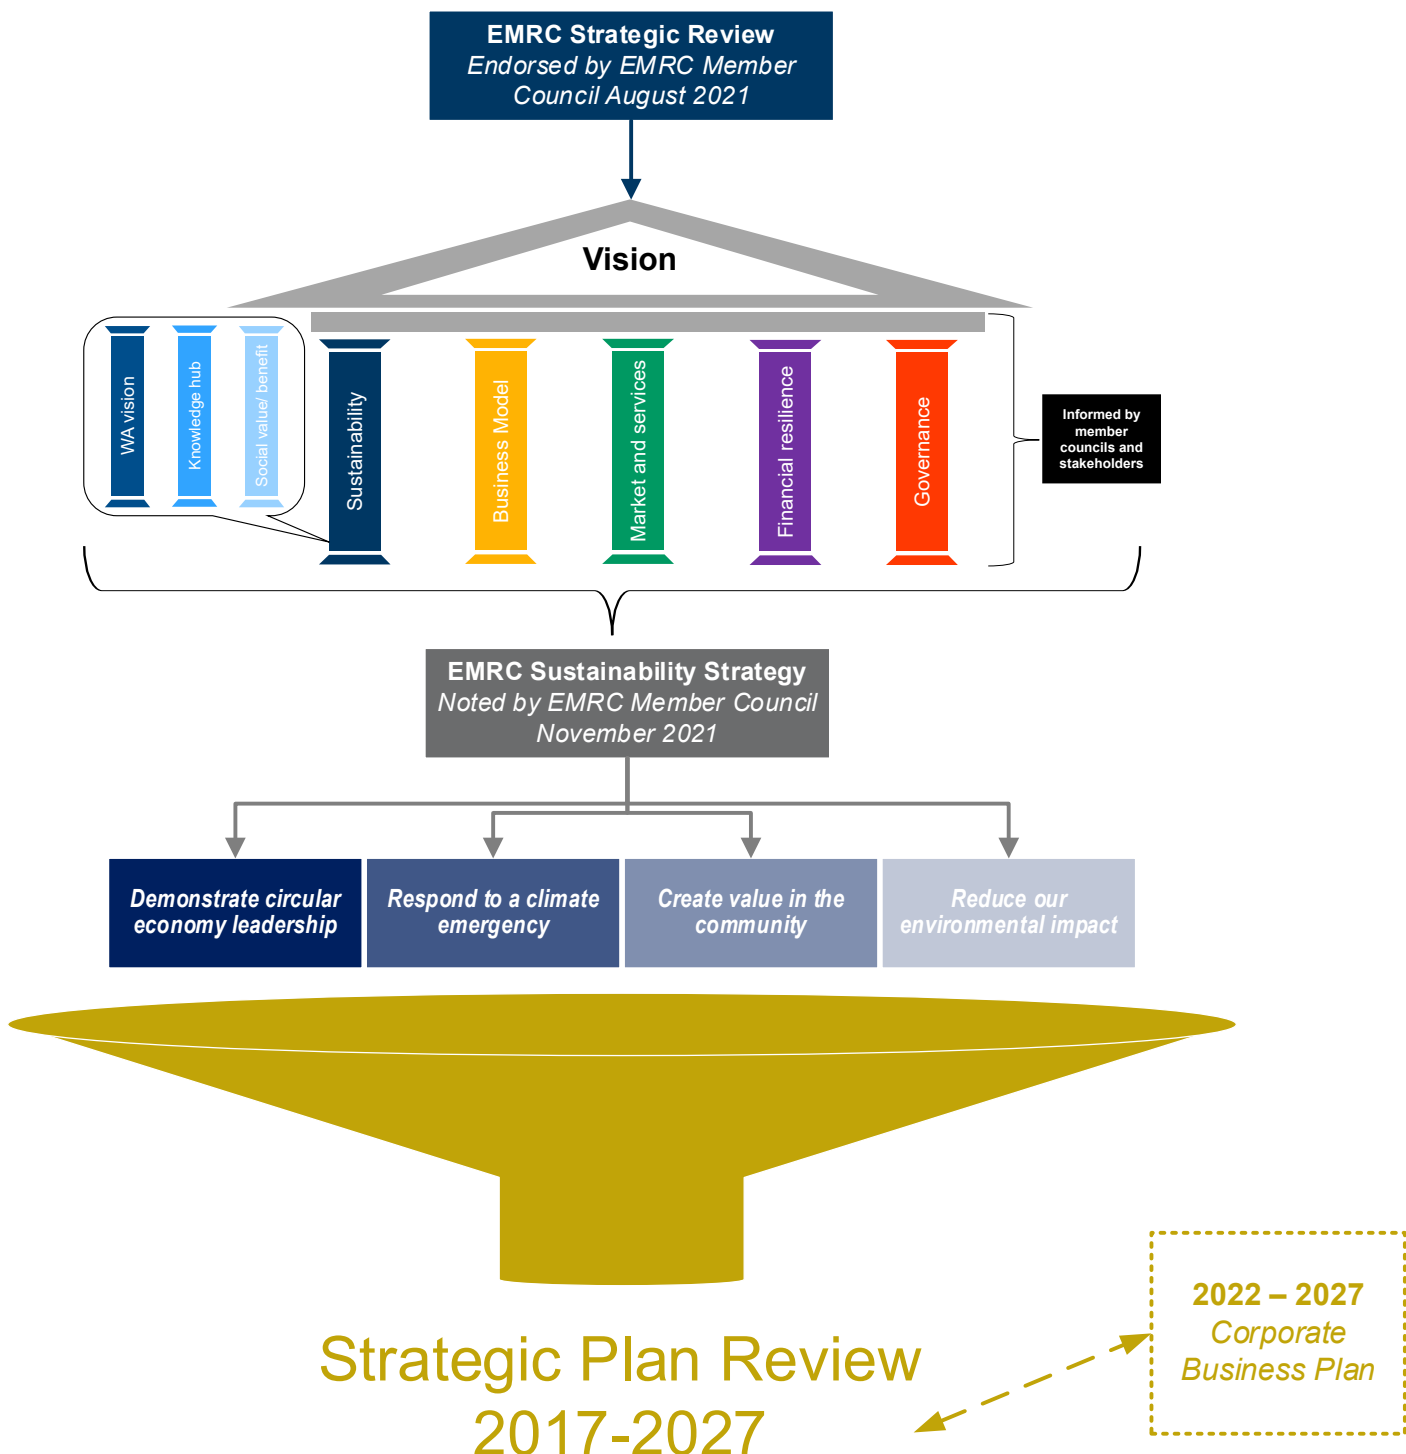 EMRC Strategic Review
Endorsed by EMRC Member
Council August 2021
Vision
WA vision
Knowledge hub
Social value/ benefit
Sustainability
Business Model
Market and services
Financial resilience
Governance
Informed by
member
councils and
stakeholders
EMRC Sustainability Strategy
Noted by EMRC Member Council
November 2021
Demonstrate circular
economy leadership
Respond to a climate
emergency
Create value in the
community
Reduce our
environmental impact
Strategic Plan Review
2017-2027
2022 – 2027
Corporate
Business Plan